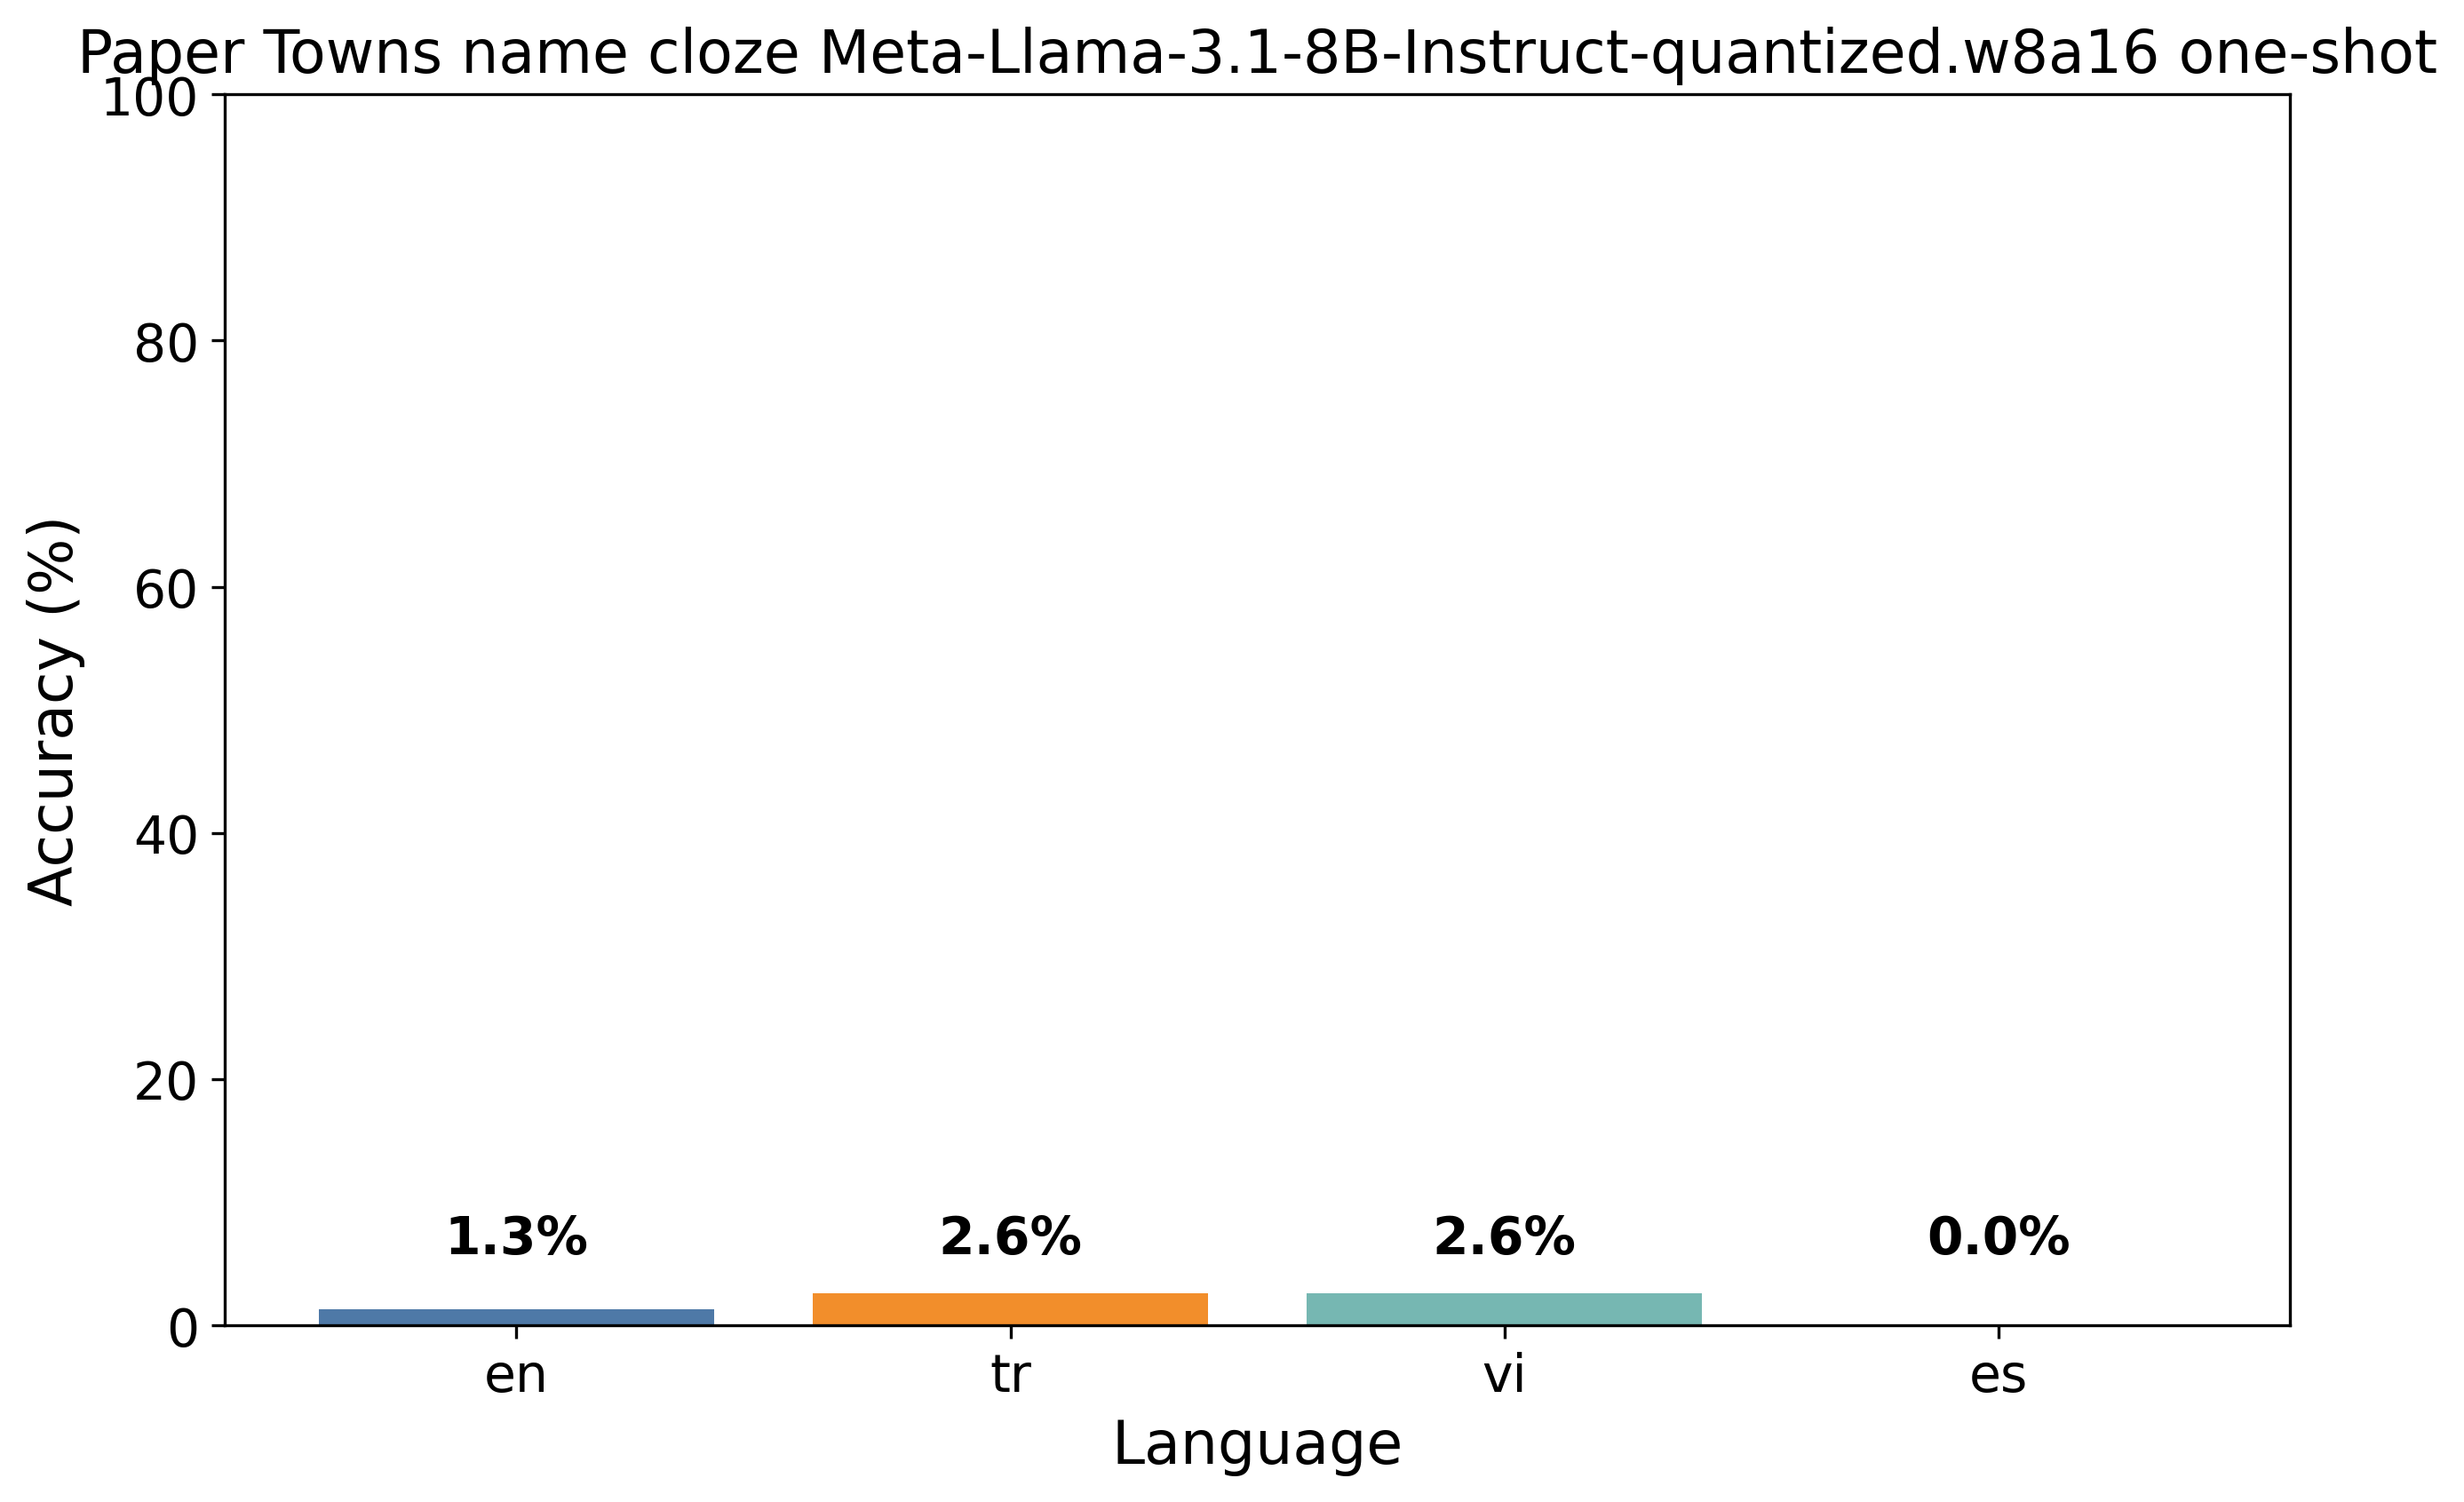 Paper Towns name cloze Meta-Llama-3.1-8B-Instruct-quantized.w8a16 one-shot
100
80
60
40
20
0
Accuracy (%)
1.3%
2.6%
2.6%
0.0%
en
tr
vi
es
Language